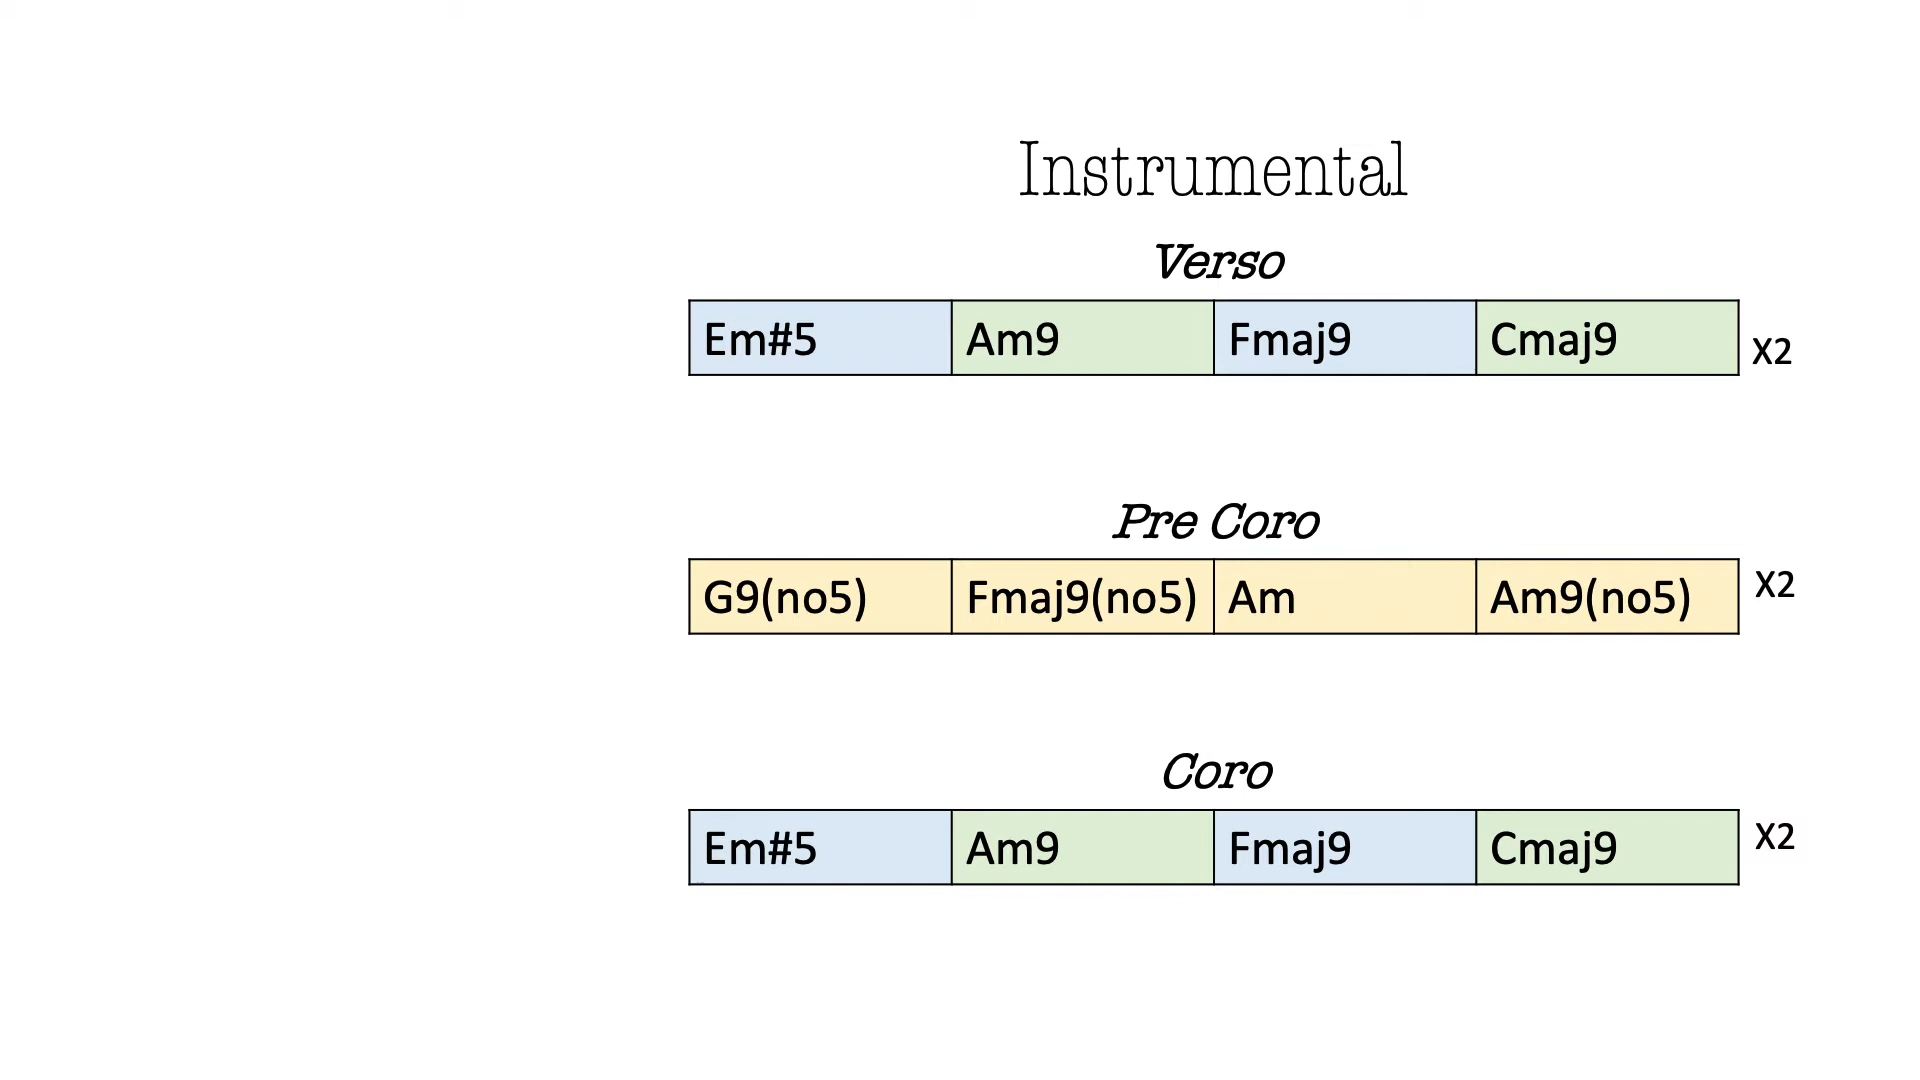 Instrumental
Verso
Em#5 Am9 Fmaj9 Cmaj9 X2
Pre Coro
G9(no5) Fmaj9(no5) Am Am9(no5) X2
Coro
Em#5 Am9 Fmaj9 Cmaj9 X2